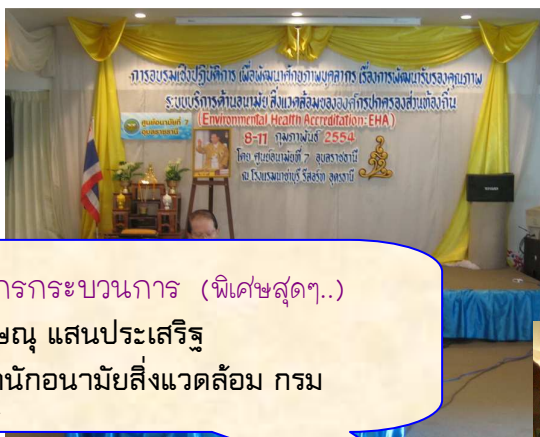 การอบรมเชิงปฏิบัติการ เพื่อพัฒนาศักยภาพบุคลากร เรื่องการพัฒนารับรองคุณภาพ
ระบบบริการด้านอนามัย สิ่งแวดล้อมขององค์กรปกครองส่วนท้องถิ่น
(Environmental Health Accreditation: EHA)
8-11 กุมภาพันธ์ 2554
โดย ศูนย์อนามัยที่ 7 อุบลราชธานี
ณ โรงแรมนาข่าบุรี รีสอร์ท อุดรธานี
ศูนย์อนามัยที่ 7
อุบลราชธานี
กรกระบวนการ (พิเศษสุดๆ..)
ษณุ แสนประเสริฐ
นักอนามัยสิ่งแวดล้อม กรม